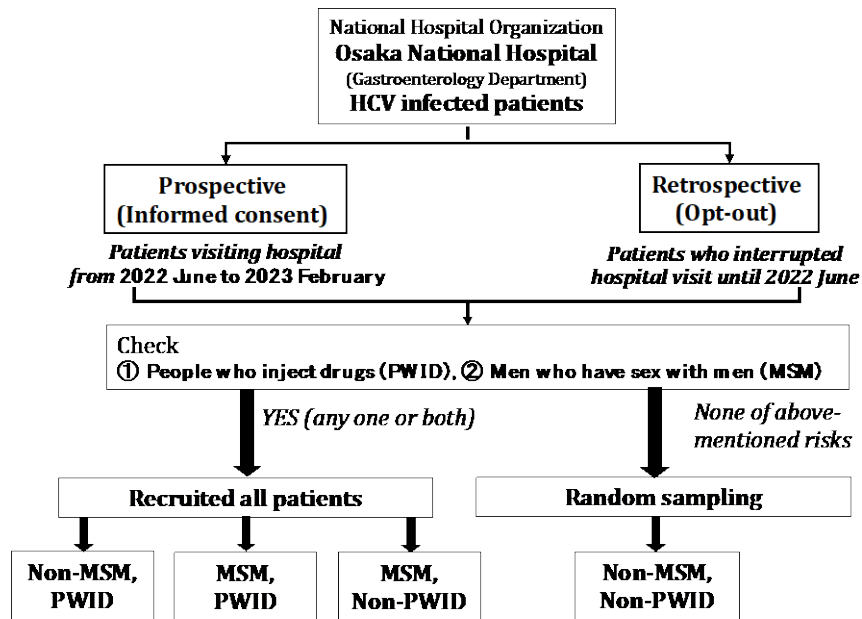 National Hospital Organization
Osaka National Hospital
(Gastroenterology Department)
HCV infected patients
Prospective
(Informed consent)
Retrospective
(Opt-out)
Patients visiting hospital
from 2022 June to 2023 February
Patients who interrupted
hospital visit until 2022 June
Check
① People who inject drugs (PWID), ② Men who have sex with men (MSM)
YES (any one or both)
None of above-
mentioned risks
Recruited all patients
Random sampling
Non-MSM,
PWID
MSM,
PWID
MSM,
Non-PWID
Non-MSM,
Non-PWID